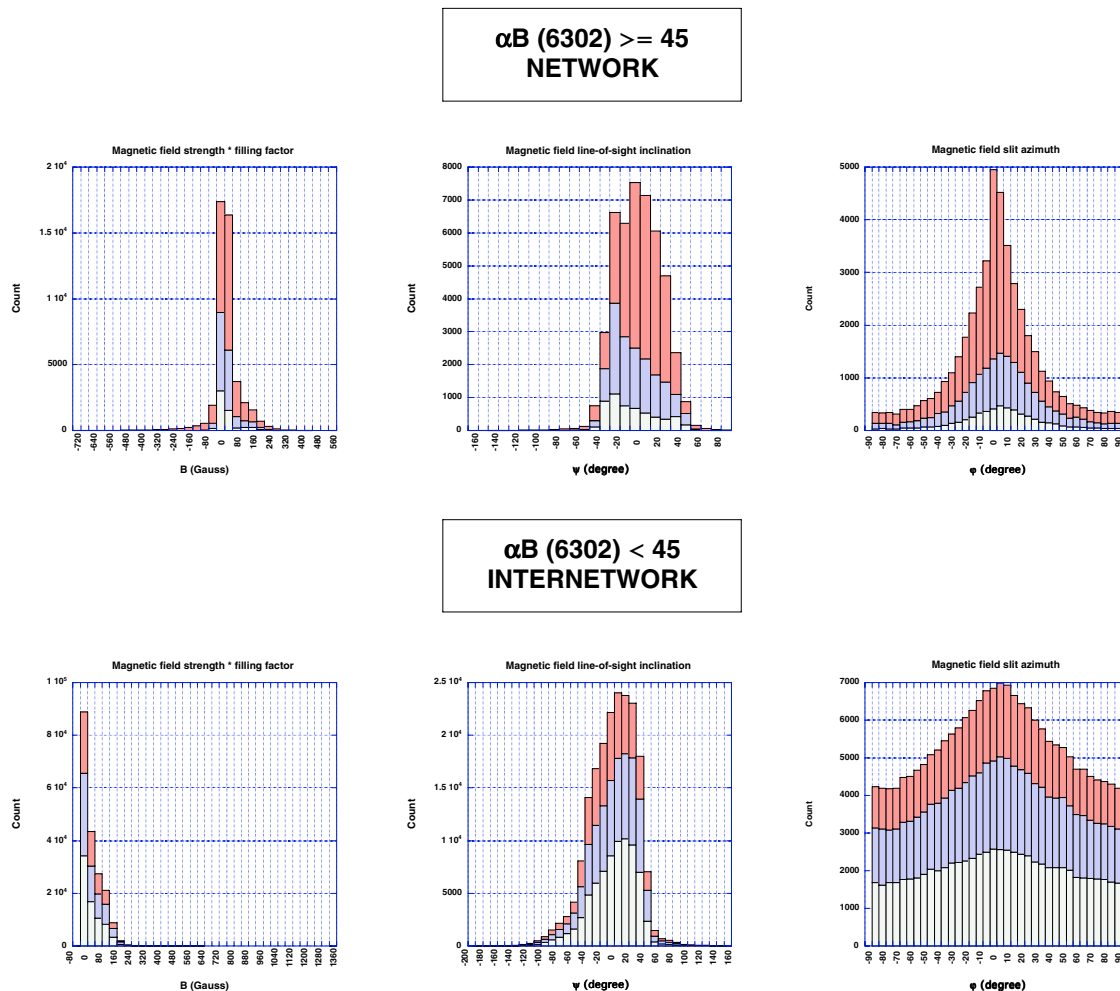 αB (6302) >= 45
NETWORK
Magnetic field strength * filling factor
Count
2 10⁴
1.5 10⁴
1 10⁴
5000
0
-720 -640 -560 -480 -400 -320 -240 -160 -80 0 80 160 240 320 400 480 560
B (Gauss)
Magnetic field line-of-sight inclination
Count
8000
7000
6000
5000
4000
3000
2000
1000
0
-160 -140 -120 -100 -80 -60 -40 -20 0 20 40 60 80
ψ (degree)
Magnetic field slit azimuth
Count
5000
4000
3000
2000
1000
0
-90 -80 -70 -60 -50 -40 -30 -20 -10 0 10 20 30 40 50 60 70 80 90
φ (degree)
αB (6302) < 45
INTERNETWORK
Magnetic field strength * filling factor
Count
1 10⁵
8 10⁴
6 10⁴
4 10⁴
2 10⁴
0
-80 0 80 160 240 320 400 480 560 640 720 800 880 960 1040 1120 1200 1280 1360
B (Gauss)
Magnetic field line-of-sight inclination
Count
2.5 10⁴
2 10⁴
1.5 10⁴
1 10⁴
5000
0
-200 -180 -160 -140 -120 -100 -80 -60 -40 -20 0 20 40 60 80 100 120 140 160
ψ (degree)
Magnetic field slit azimuth
Count
7000
6000
5000
4000
3000
2000
1000
0
-90 -80 -70 -60 -50 -40 -30 -20 -10 0 10 20 30 40 50 60 70 80 90
φ (degree)